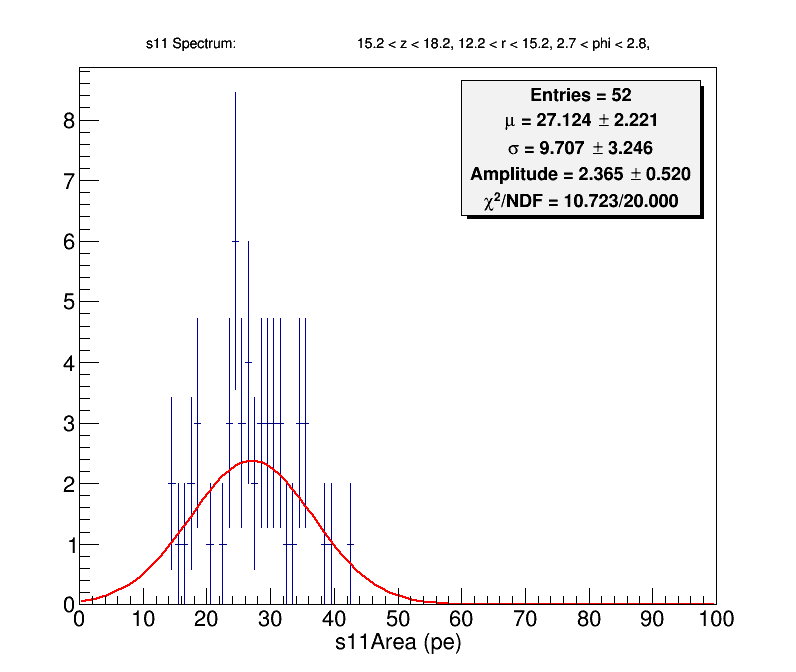 s11 Spectrum: 15.2 < z < 18.2, 12.2 < r < 15.2, 2.7 < phi < 2.8,
Entries = 52
μ = 27.124 ± 2.221
σ = 9.707 ± 3.246
Amplitude = 2.365 ± 0.520
χ²/NDF = 10.723/20.000
8
7
6
5
4
3
2
1
0
0 10 20 30 40 50 60 70 80 90 100
s11Area (pe)